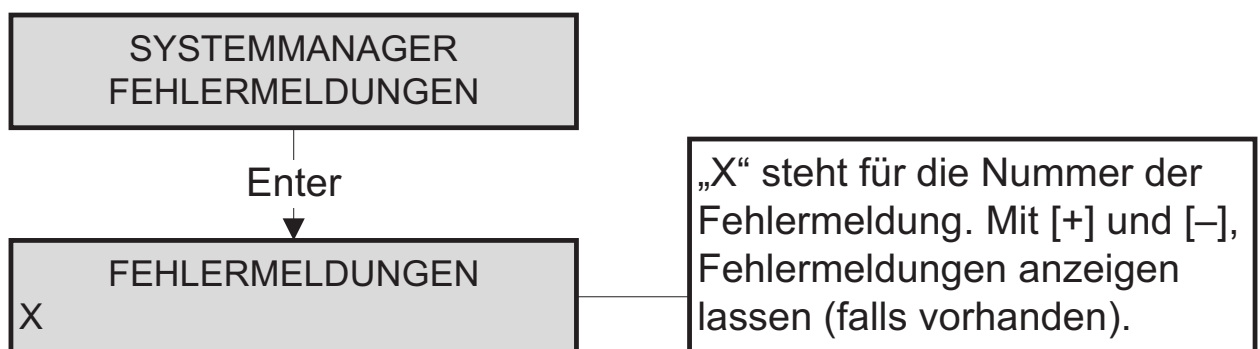 SYSTEMMANAGER
FEHLERMELDUNGEN
Enter
FEHLERMELDUNGEN
X
„X“ steht für die Nummer der
Fehlermeldung. Mit [+] und [–],
Fehlermeldungen anzeigen
lassen (falls vorhanden).